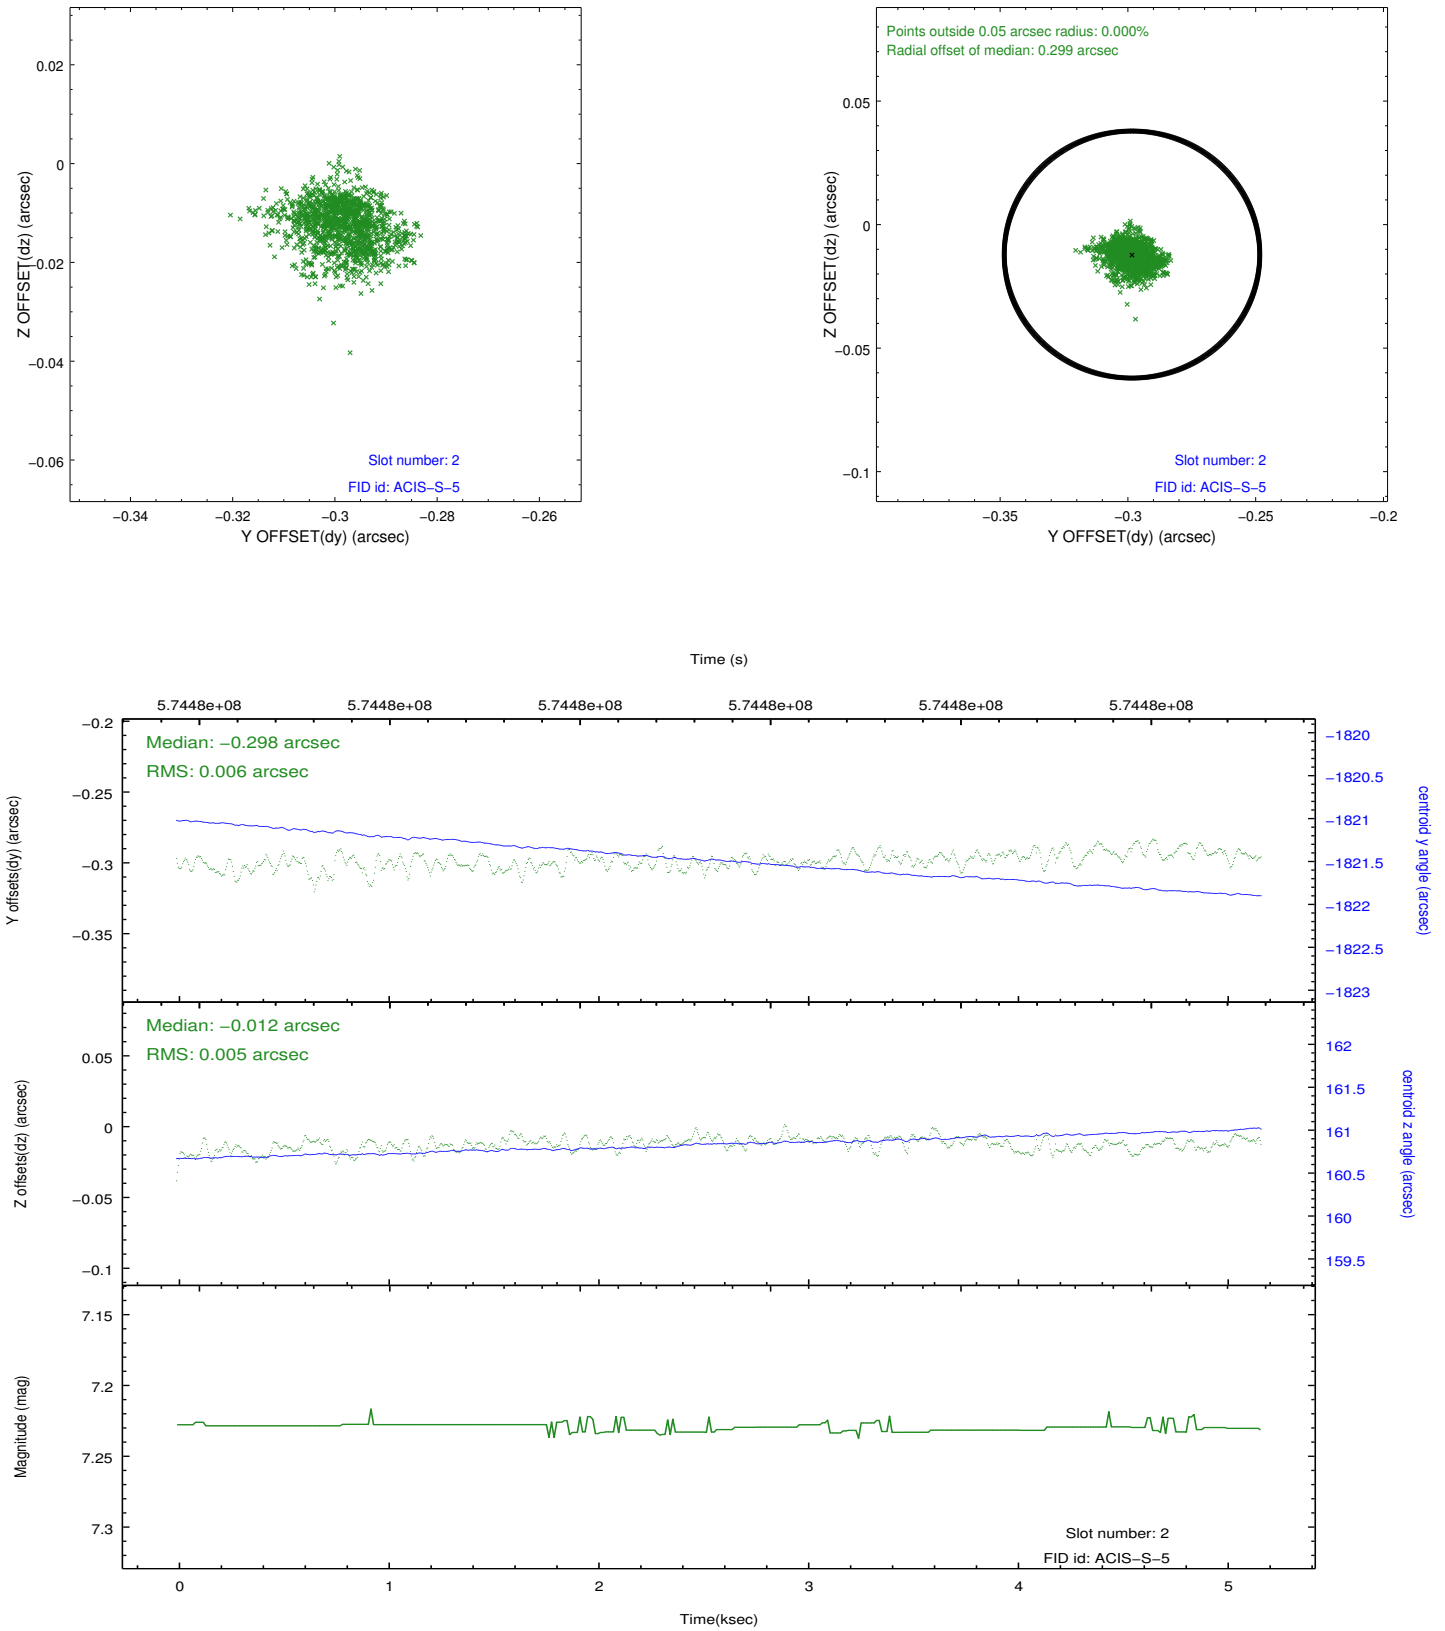 0.02
0
−0.02
−0.04
−0.06
Z OFFSET(dz) (arcsec)
Slot number: 2
FID id: ACIS−S−5
−0.34
−0.32
−0.3
−0.28
−0.26
Y OFFSET(dy) (arcsec)
Points outside 0.05 arcsec radius: 0.000%
Radial offset of median: 0.299 arcsec
0.05
0
−0.05
−0.1
Z OFFSET(dz) (arcsec)
Slot number: 2
FID id: ACIS−S−5
−0.35
−0.3
−0.25
−0.2
Y OFFSET(dy) (arcsec)
Time (s)
5.7448e+08
5.7448e+08
5.7448e+08
5.7448e+08
5.7448e+08
5.7448e+08
Median: −0.298 arcsec
RMS: 0.006 arcsec
−0.2
−0.25
−0.3
−0.35
Y offsets(dy) (arcsec)
−1820
−1820.5
−1821
−1821.5
−1822
−1822.5
−1823
centroid y angle (arcsec)
Median: −0.012 arcsec
RMS: 0.005 arcsec
0.05
0
−0.05
−0.1
Z offsets(dz) (arcsec)
162
161.5
161
160.5
160
159.5
centroid z angle (arcsec)
7.15
7.2
7.25
7.3
Magnitude (mag)
Slot number: 2
FID id: ACIS−S−5
0
1
2
3
4
5
Time(ksec)